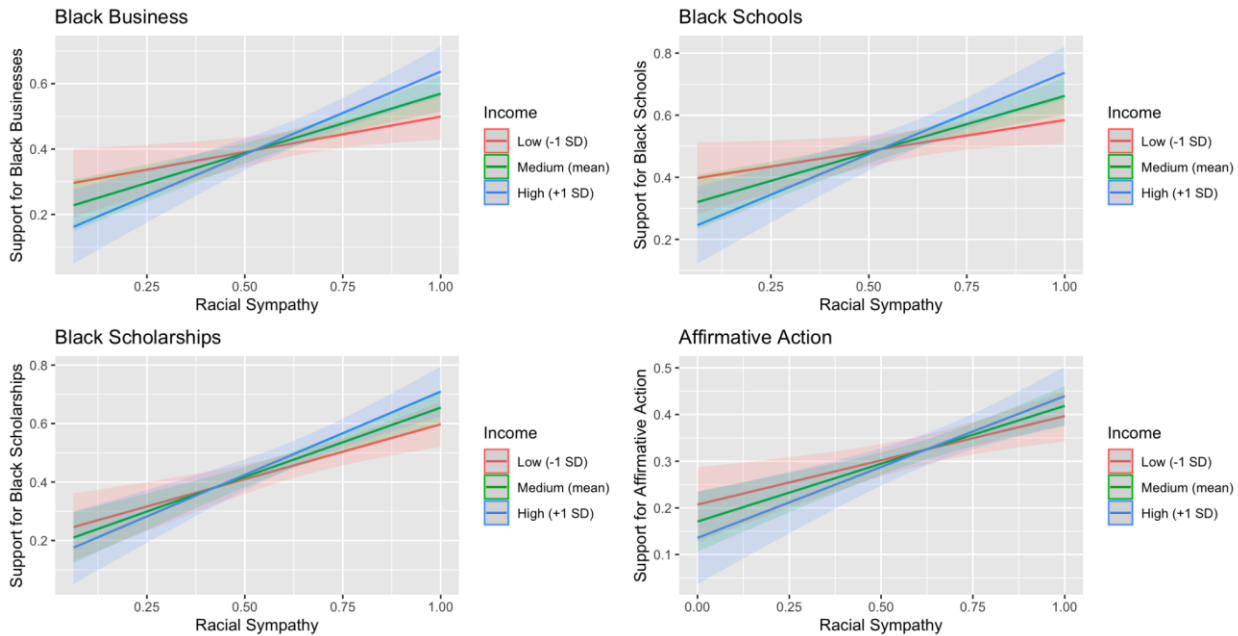 Black Business
Support for Black Businesses
0.6
0.4
0.2
0.25 0.50 0.75 1.00
Racial Sympathy
Income
Low (-1 SD)
Medium (mean)
High (+1 SD)
Black Schools
Support for Black Schools
0.8
0.6
0.4
0.2
0.25 0.50 0.75 1.00
Racial Sympathy
Income
Low (-1 SD)
Medium (mean)
High (+1 SD)
Black Scholarships
Support for Black Scholarships
0.8
0.6
0.4
0.2
0.25 0.50 0.75 1.00
Racial Sympathy
Income
Low (-1 SD)
Medium (mean)
High (+1 SD)
Affirmative Action
Support for Affirmative Action
0.5
0.4
0.3
0.2
0.1
0.00 0.25 0.50 0.75 1.00
Racial Sympathy
Income
Low (-1 SD)
Medium (mean)
High (+1 SD)